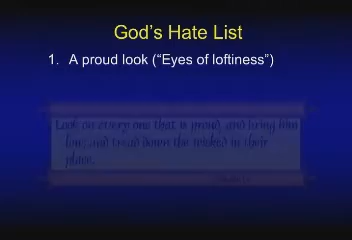 God's Hate List
1. A proud look ("Eyes of loftiness")
Look on every one that is proud, and bring him
low; and tread down the wicked in their
place.